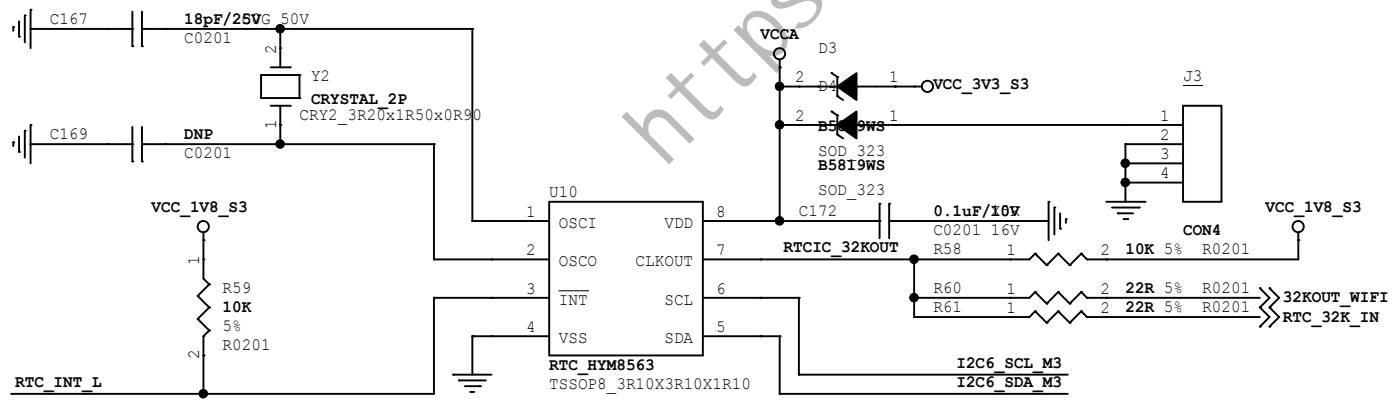 C167
18pF/25V
50V
C0201
2
Y2
CRYSTAL_2P
CRY2_3R20x1R50x0R90
1
C169
DNP
C0201
https
VCCA
D3
2
1
VCC_3V3_S3
D4
2
1
B5819WS
SOD_323
B5819WS
SOD_323
J3
1
2
3
4
CON4
VCC_1V8_S3
1
R59
10K
5%
R0201
2
RTC_INT_L
U10
1 OSCI VDD 8
2 OSCO CLKOUT 7
3 INT SCL 6
4 VSS SDA 5
RTC_HYM8563
TSSOP8_3R10X3R10X1R10
C172
0.1uF/10V
C0201 16V
RTCIC_32KOUT
VCC_1V8_S3
R58 1 2 10K 5% R0201
R60 1 2 22R 5% R0201 32KOUT_WIFI
R61 1 2 22R 5% R0201 RTC_32K_IN
I2C6_SCL_M3
I2C6_SDA_M3